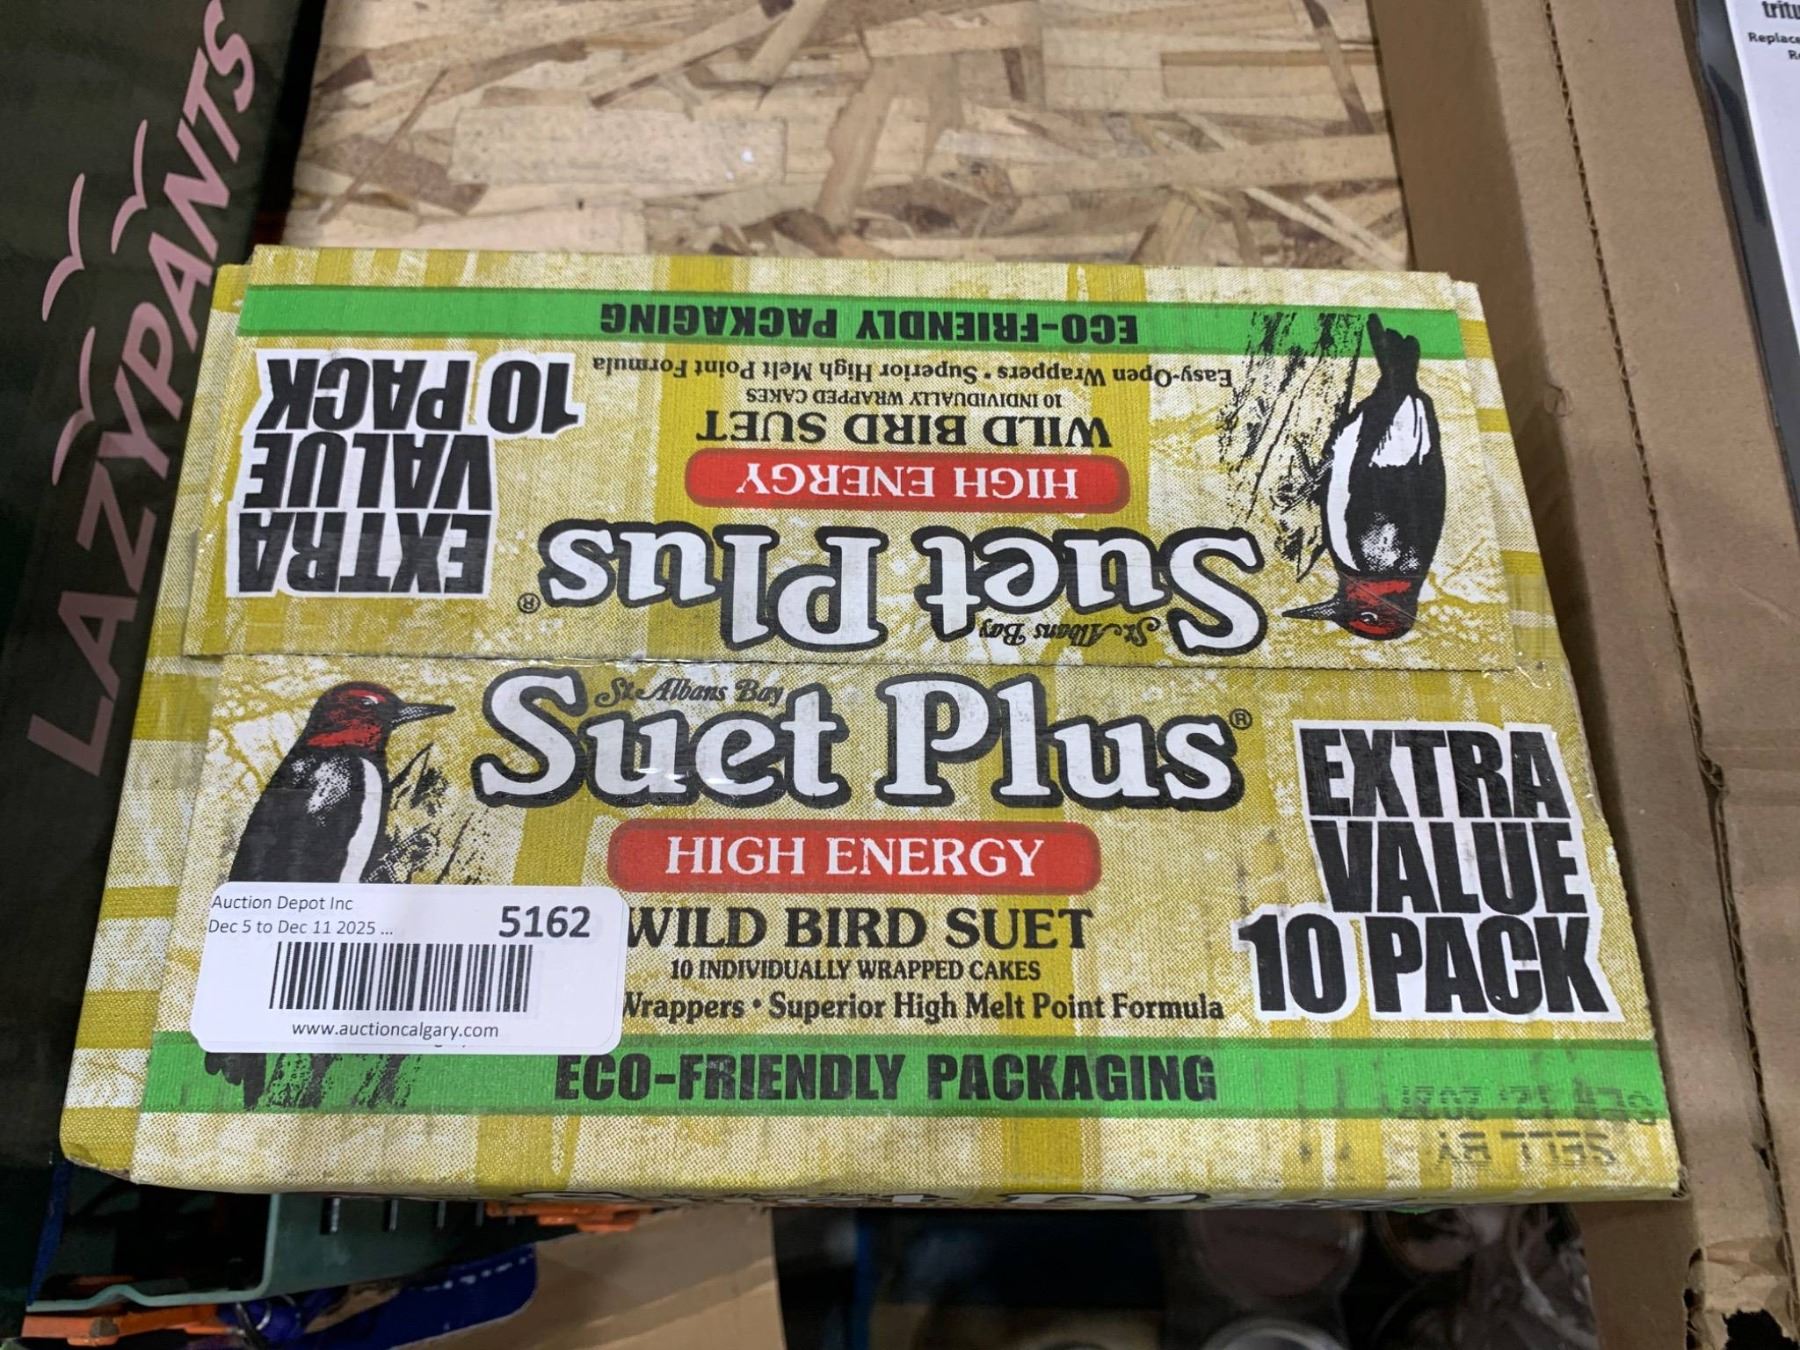 LAZYPANTS
tritu
Replace
ECO-FRIENDLY PACKAGING
Easy-Open Wrappers • Superior High Melt Point Formula
10 INDIVIDUALLY WRAPPED CAKES
WILD BIRD SUET
HIGH ENERGY
St. Albans Bay
Suet Plus®
EXTRA
VALUE
10 PACK
St. Albans Bay
Suet Plus®
HIGH ENERGY
WILD BIRD SUET
10 INDIVIDUALLY WRAPPED CAKES
Wrappers • Superior High Melt Point Formula
ECO-FRIENDLY PACKAGING
EXTRA
VALUE
10 PACK
Auction Depot Inc
Dec 5 to Dec 11 2025 ...
5162
www.auctioncalgary.com
SELL BY